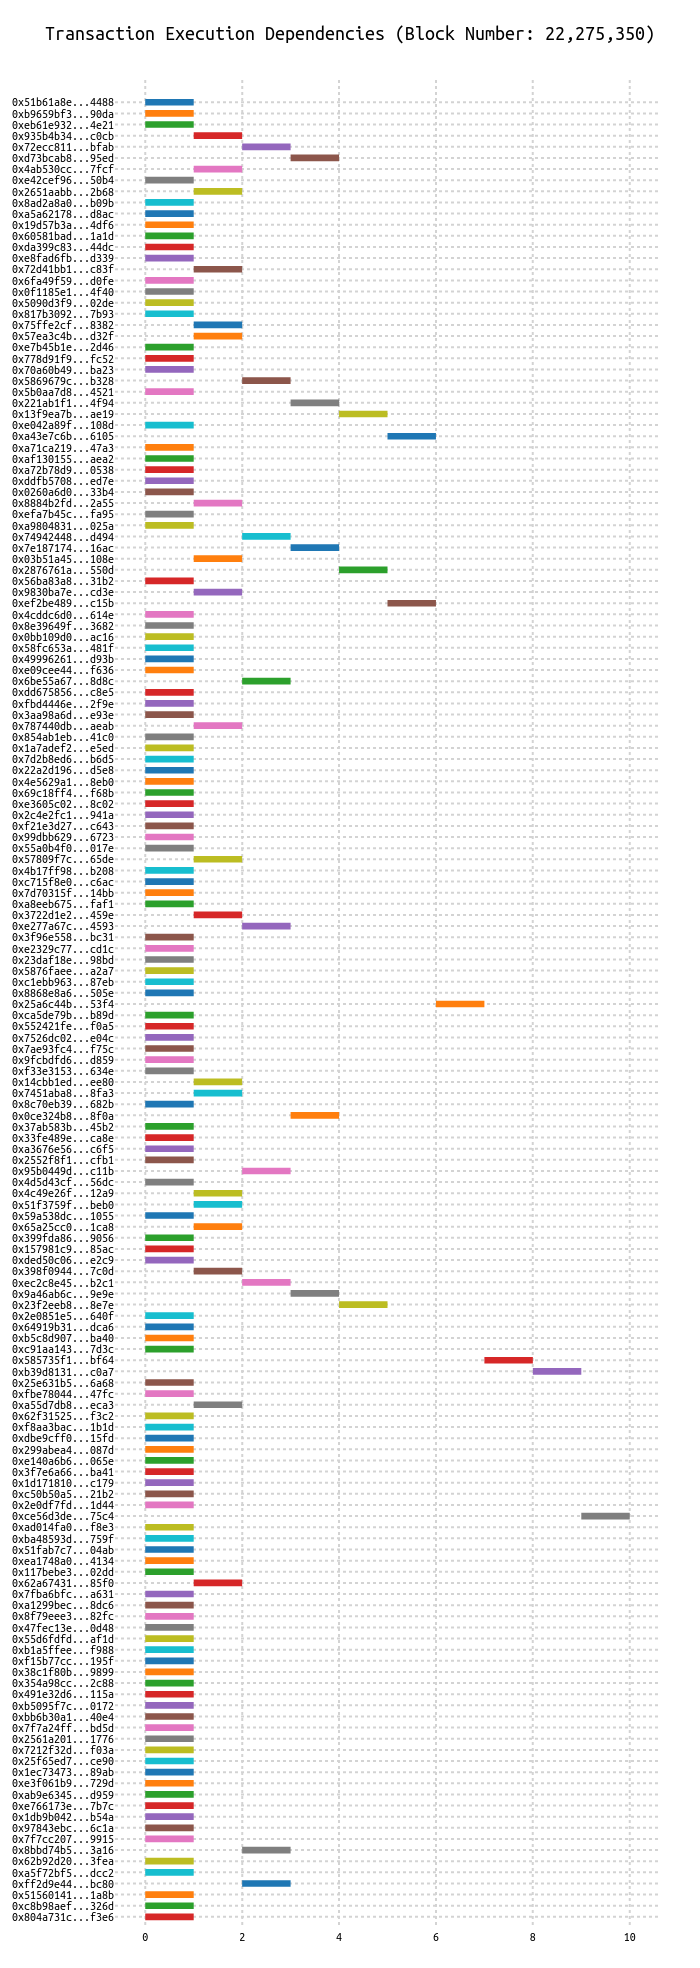 Transaction Execution Dependencies (Block Number: 22,275,350)
0x51b61a8e...4488
0xb9659bf3...90da
0xeb61e932...4e21
0x935b4b34...c0cb
0x72ecc811...bfab
0xd73bcab8...95ed
0x4ab530cc...7fcf
0xe42cef96...50b4
0x2651aabb...2b68
0x8ad2a8a0...b09b
0xa5a62178...d8ac
0x19d57b3a...4df6
0x60581bad...1a1d
0xda399c83...44dc
0xe8fad6fb...d339
0x72d41bb1...c83f
0x6fa49f59...d0fe
0x0f1185e1...4f40
0x5090d3f9...02de
0x817b3092...7b93
0x75ffe2cf...8382
0x57ea3c4b...d32f
0xe7b45b1e...2d46
0x778d91f9...fc52
0x70a60b49...ba23
0x5869679c...b328
0x5b0aa7d8...4521
0x221ab1f1...4f94
0x13f9ea7b...ae19
0xe042a89f...108d
0xa43e7c6b...6105
0xa71ca219...47a3
0xaf130155...aea2
0xa72b78d9...0538
0xddfb5708...ed7e
0x0260a6d0...33b4
0x8884b2fd...2a55
0xefa7b45c...fa95
0xa9804831...025a
0x74942448...d494
0x7e187174...16ac
0x03b51a45...108e
0x2876761a...550d
0x56ba83a8...31b2
0x9830ba7e...cd3e
0xef2be489...c15b
0x4cddc6d0...614e
0x8e39649f...3682
0x0bb109d0...ac16
0x58fc653a...481f
0x49996261...d93b
0xe09cee44...f636
0x6be55a67...8d8c
0xdd675856...c8e5
0xfbd4446e...2f9e
0x3aa98a6d...e93e
0x787440db...aeab
0x854ab1eb...41c0
0x1a7adef2...e5ed
0x7d2b8ed6...b6d5
0x22a2d196...d5e8
0x4e5629a1...8eb0
0x69c18ff4...f68b
0xe3605c02...8c02
0x2c4e2fc1...941a
0xf21e3d27...c643
0x99dbb629...6723
0x55a0b4f0...017e
0x57809f7c...65de
0x4b17ff98...b208
0xc715f8e0...c6ac
0x7d70315f...14bb
0xa8eeb675...faf1
0x3722d1e2...459e
0xe277a67c...4593
0x3f96e558...bc31
0xe2329c77...cd1c
0x23daf18e...98bd
0x5876faee...a2a7
0xc1ebb963...87eb
0x8868e8a6...505e
0x25a6c44b...53f4
0xca5de79b...b89d
0x552421fe...f0a5
0x7526dc02...e04c
0x7ae93fc4...f75c
0x9fcbdfd6...d859
0xf33e3153...634e
0x14cbb1ed...ee80
0x7451aba8...8fa3
0x8c70eb39...682b
0x0ce324b8...8f0a
0x37ab583b...45b2
0x33fe489e...ca8e
0xa3676e56...c6f5
0x2552f8f1...cfb1
0x95b0449d...c11b
0x4d5d43cf...56dc
0x4c49e26f...12a9
0x51f3759f...beb0
0x59a538dc...1055
0x65a25cc0...1ca8
0x399fda86...9056
0x157981c9...85ac
0xded50c06...e2c9
0x398f0944...7c0d
0xec2c8e45...b2c1
0x9a46ab6c...9e9e
0x23f2eeb8...8e7e
0x2e0851e5...640f
0x64919b31...dca6
0xb5c8d907...ba40
0xc91aa143...7d3c
0x585735f1...bf64
0xb39d8131...c0a7
0x25e631b5...6a68
0xfbe78044...47fc
0xa55d7db8...eca3
0x62f31525...f3c2
0xf8aa3bac...1b1d
0xdbe9cff0...15fd
0x299abea4...087d
0xe140a6b6...065e
0x3f7e6a66...ba41
0x1d171810...c179
0xc50b50a5...21b2
0x2e0df7fd...1d44
0xce56d3de...75c4
0xad014fa0...f8e3
0xba48593d...759f
0x51fab7c7...04ab
0xea1748a0...4134
0x117bebe3...02dd
0x62a67431...85f0
0x7fba6bfc...a631
0xa1299bec...8dc6
0x8f79eee3...82fc
0x47fec13e...0d48
0x55d6fdfd...af1d
0xb1a5ffee...f988
0xf15b77cc...195f
0x38c1f80b...9899
0x354a98cc...2c88
0x491e32d6...115a
0xb5095f7c...0172
0xbb6b30a1...40e4
0x7f7a24ff...bd5d
0x2561a201...1776
0x7212f32d...f03a
0x25f65ed7...ce90
0x1ec73473...89ab
0xe3f061b9...729d
0xab9e6345...d959
0xe766173e...7b7c
0x1db9b042...b54a
0x97843ebc...6c1a
0x7f7cc207...9915
0x8bbd74b5...3a16
0x62b92d20...3fea
0xa5f72bf5...dcc2
0xff2d9e44...bc80
0x51560141...1a8b
0xc8b98aef...326d
0x804a731c...f3e6
0 2 4 6 8 10